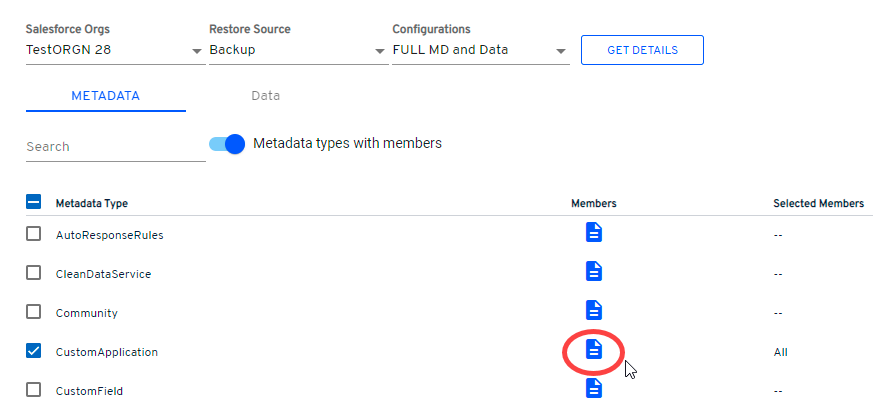 Salesforce Orgs Restore Source Configurations
TestORGN 28 Backup FULL MD and Data GET DETAILS
METADATA Data
Search Metadata types with members
Metadata Type Members Selected Members
AutoResponseRules --
CleanDataService --
Community --
CustomApplication All
CustomField --